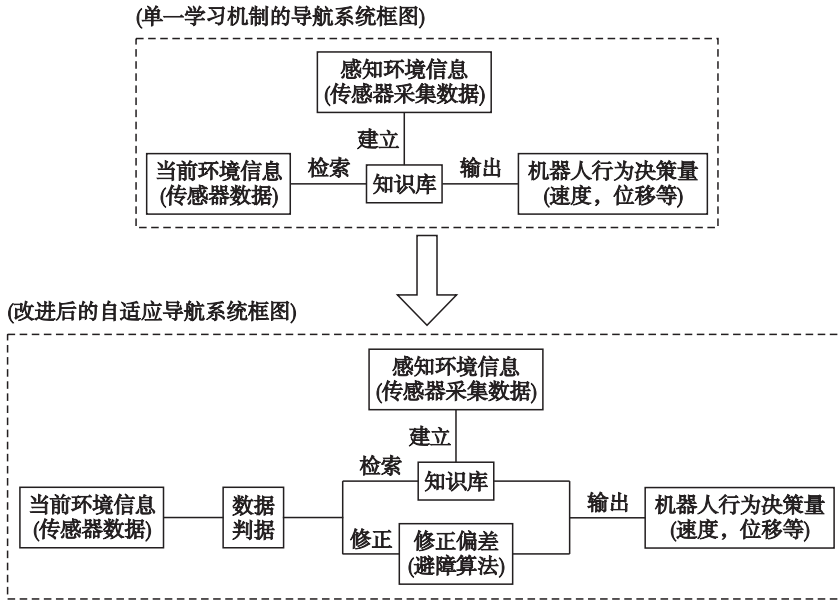 (单一学习机制的导航系统框图)
感知环境信息
(传感器采集数据)
建立
当前环境信息
(传感器数据)
检索
知识库
输出
机器人行为决策量
(速度，位移等)
(改进后的自适应导航系统框图)
感知环境信息
(传感器采集数据)
建立
检索
知识库
当前环境信息
(传感器数据)
数据
判据
修正
修正偏差
(避障算法)
输出
机器人行为决策量
(速度，位移等)